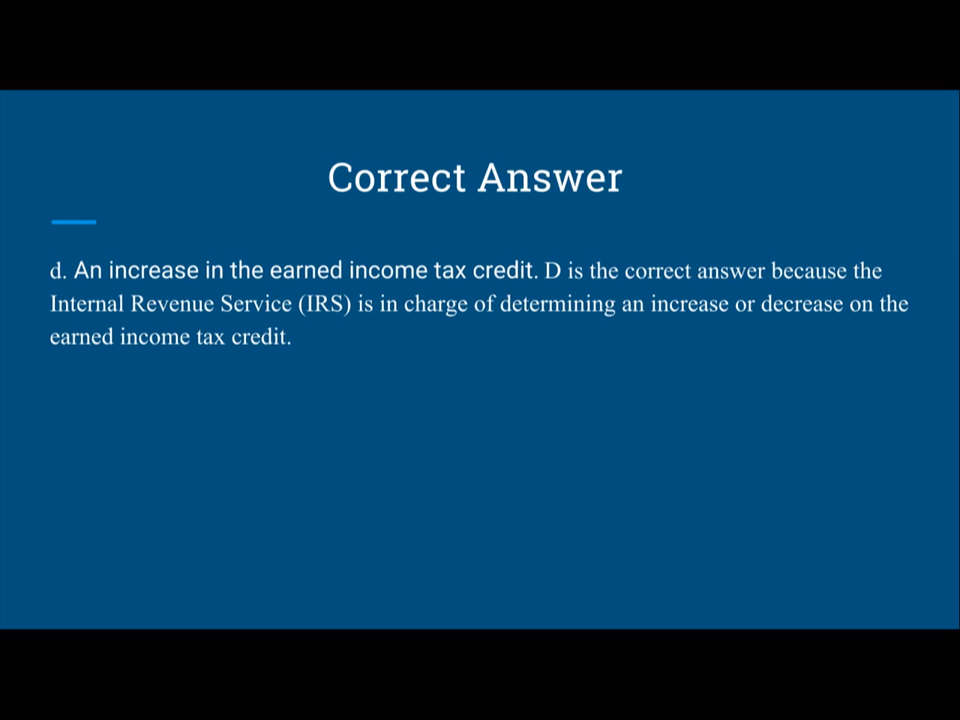 Correct Answer
d. An increase in the earned income tax credit. D is the correct answer because the
Internal Revenue Service (IRS) is in charge of determining an increase or decrease on the
earned income tax credit.